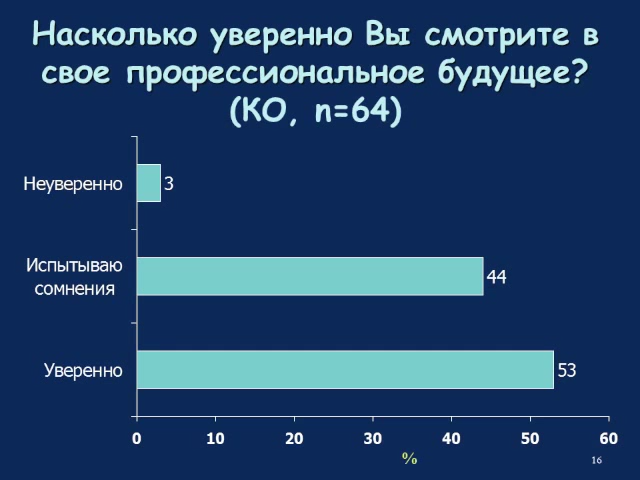 Насколько уверенно Вы смотрите в
свое профессиональное будущее?
(КО, n=64)
Неуверенно
3
Испытываю
сомнения
44
Уверенно
53
0 10 20 30 40 50 60
%
16